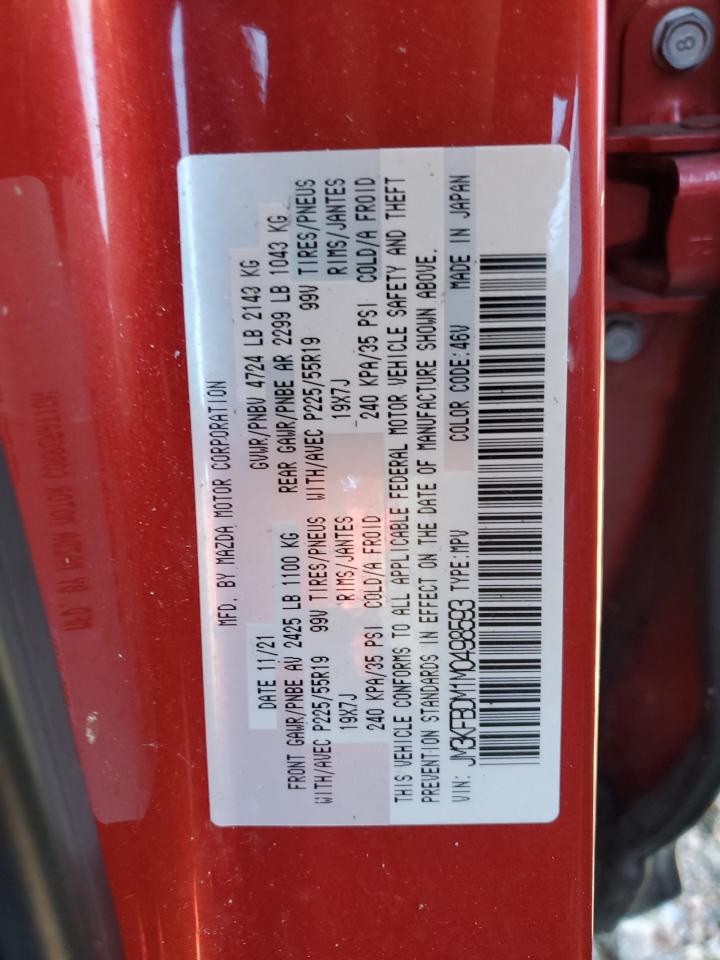 MFD. BY MAZDA MOTOR CORPORATION
DATE 11/21 GVWR/PNBV 4724 LB 2143 KG
FRONT GAWR/PNBE AV 2425 LB 1100 KG REAR GAWR/PNBE AR 2299 LB 1043 KG
WITH/AVEC P225/55R19 99V TIRES/PNEUS WITH/AVEC P225/55R19 99V TIRES/PNEUS
19X7J RIMS/JANTES 19X7J RIMS/JANTES
240 KPA/35 PSI COLD/A FROID 240 KPA/35 PSI COLD/A FROID
THIS VEHICLE CONFORMS TO ALL APPLICABLE FEDERAL MOTOR VEHICLE SAFETY AND THEFT
PREVENTION STANDARDS IN EFFECT ON THE DATE OF MANUFACTURE SHOWN ABOVE.
VIN: JM3KFBDM1M0498593 TYPE:MPV COLOR CODE:46V MADE IN JAPAN
8